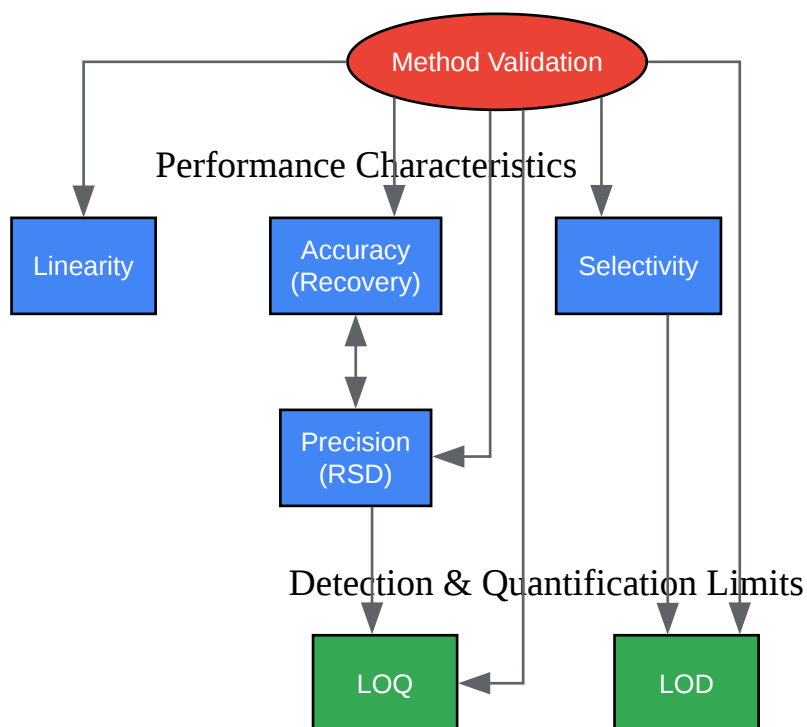 Method Validation
Performance Characteristics
Linearity
Accuracy
(Recovery)
Selectivity
Precision
(RSD)
Detection & Quantification Limits
LOQ
LOD